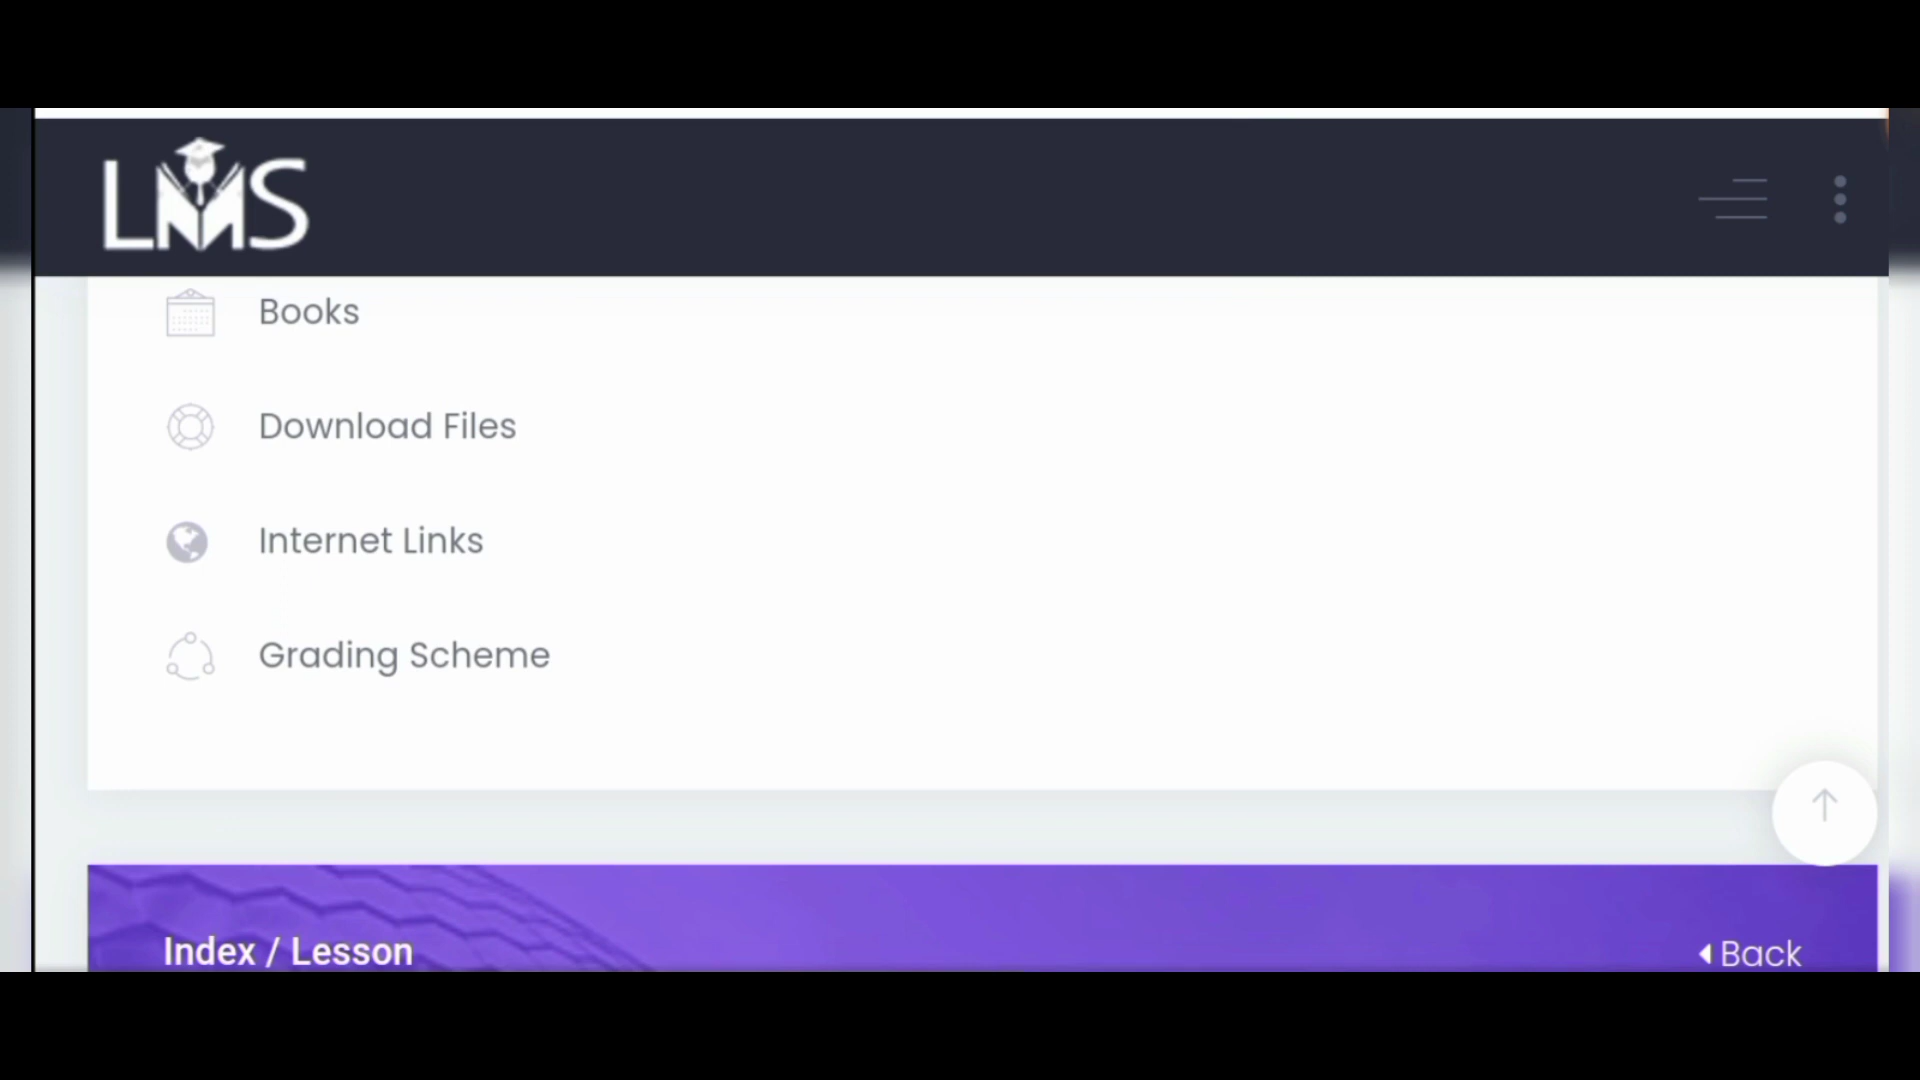 LMS
Books
Download Files
Internet Links
Grading Scheme
Index / Lesson
Back